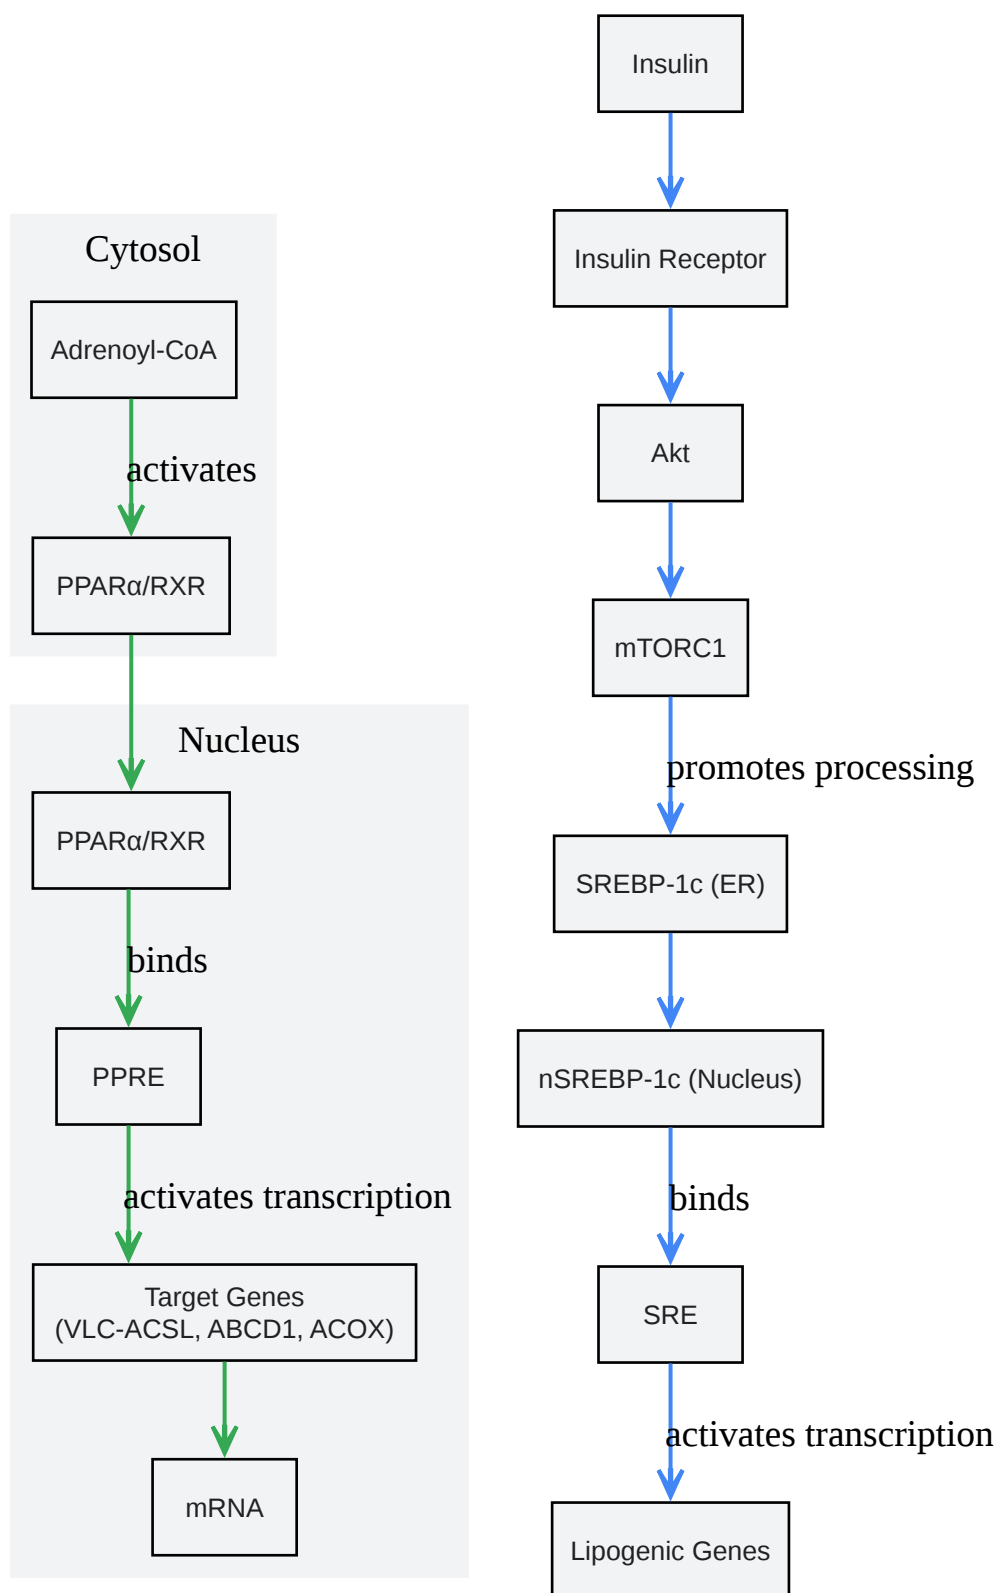 Cytosol
Adrenoyl-CoA
activates
PPARα/RXR
Nucleus
PPARα/RXR
binds
PPRE
activates transcription
Target Genes
(VLC-ACSL, ABCD1, ACOX)
mRNA
Insulin
Insulin Receptor
Akt
mTORC1
promotes processing
SREBP-1c (ER)
nSREBP-1c (Nucleus)
binds
SRE
activates transcription
Lipogenic Genes